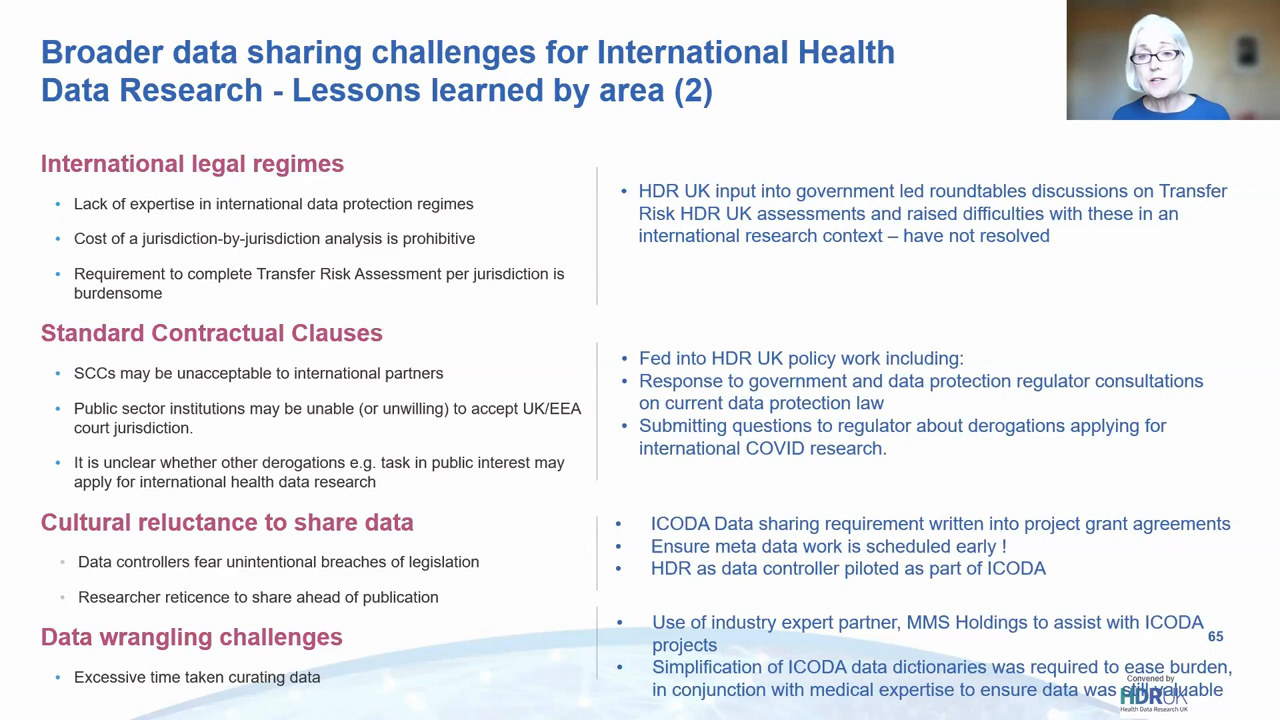 Broader data sharing challenges for International Health
Data Research - Lessons learned by area (2)
International legal regimes
• Lack of expertise in international data protection regimes
• Cost of a jurisdiction-by-jurisdiction analysis is prohibitive
• Requirement to complete Transfer Risk Assessment per jurisdiction is
burdensome
• HDR UK input into government led roundtables discussions on Transfer
Risk HDR UK assessments and raised difficulties with these in an
international research context – have not resolved
Standard Contractual Clauses
• SCCs may be unacceptable to international partners
• Public sector institutions may be unable (or unwilling) to accept UK/EEA
court jurisdiction.
• It is unclear whether other derogations e.g. task in public interest may
apply for international health data research
• Fed into HDR UK policy work including:
• Response to government and data protection regulator consultations
on current data protection law
• Submitting questions to regulator about derogations applying for
international COVID research.
Cultural reluctance to share data
• Data controllers fear unintentional breaches of legislation
• Researcher reticence to share ahead of publication
• ICODA Data sharing requirement written into project grant agreements
• Ensure meta data work is scheduled early !
• HDR as data controller piloted as part of ICODA
Data wrangling challenges
• Excessive time taken curating data
• Use of industry expert partner, MMS Holdings to assist with ICODA
projects
• Simplification of ICODA data dictionaries was required to ease burden,
in conjunction with medical expertise to ensure data was still valuable
65
Convened by
HDRUK
Health Data Research UK